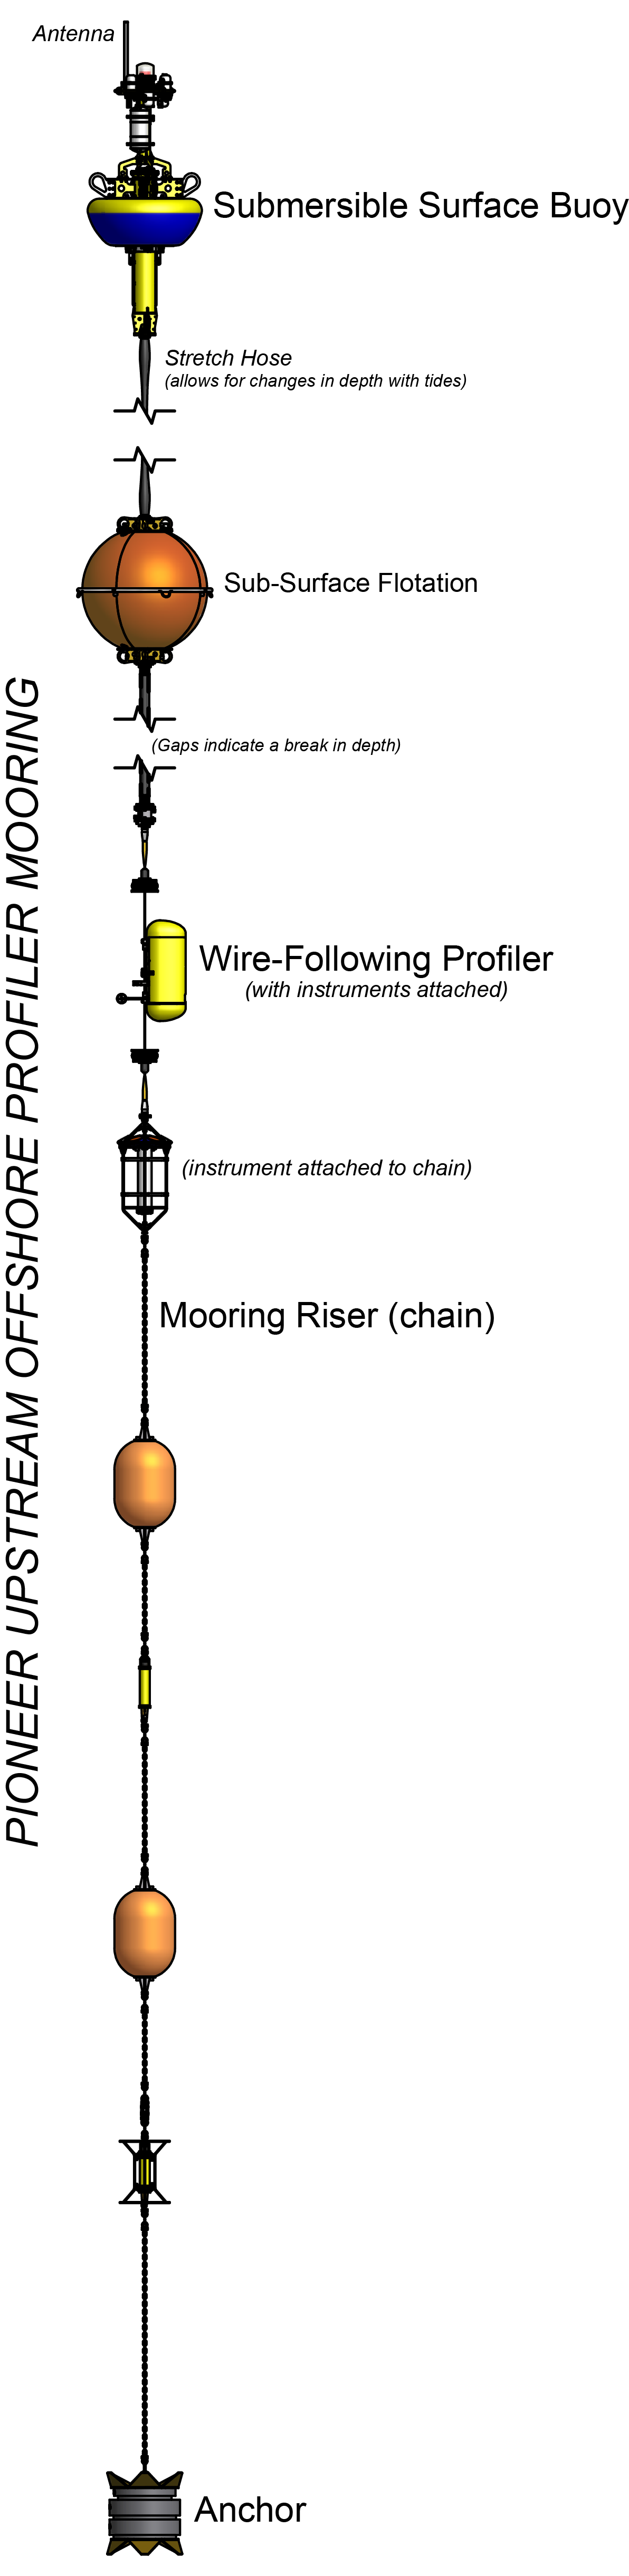 Antenna
Submersible Surface Buoy
Stretch Hose
(allows for changes in depth with tides)
Sub-Surface Flotation
(Gaps indicate a break in depth)
PIONEER UPSTREAM OFFSHORE PROFILER MOORING
Wire-Following Profiler
(with instruments attached)
(instrument attached to chain)
Mooring Riser (chain)
Anchor